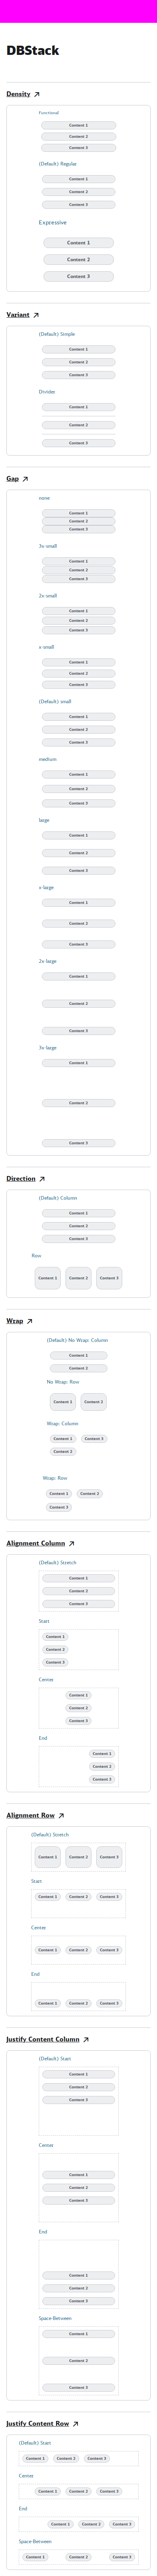 DBStack
Density
Functional
Content 1
Content 2
Content 3
(Default) Regular
Content 1
Content 2
Content 3
Expressive
Content 1
Content 2
Content 3
Variant
(Default) Simple
Content 1
Content 2
Content 3
Divider
Content 1
Content 2
Content 3
Gap
none
Content 1
Content 2
Content 3
3x-small
Content 1
Content 2
Content 3
2x-small
Content 1
Content 2
Content 3
x-small
Content 1
Content 2
Content 3
(Default) small
Content 1
Content 2
Content 3
medium
Content 1
Content 2
Content 3
large
Content 1
Content 2
Content 3
x-large
Content 1
Content 2
Content 3
2x-large
Content 1
Content 2
Content 3
3x-large
Content 1
Content 2
Content 3
Direction
(Default) Column
Content 1
Content 2
Content 3
Row
Content 1 Content 2 Content 3
Wrap
(Default) No Wrap: Column
Content 1
Content 2
No Wrap: Row
Content 1 Content 2
Wrap: Column
Content 1 Content 3
Content 2
Wrap: Row
Content 1 Content 2
Content 3
Alignment Column
(Default) Stretch
Content 1
Content 2
Content 3
Start
Content 1
Content 2
Content 3
Center
Content 1
Content 2
Content 3
End
Content 1
Content 2
Content 3
Alignment Row
(Default) Stretch
Content 1 Content 2 Content 3
Start
Content 1 Content 2 Content 3
Center
Content 1 Content 2 Content 3
End
Content 1 Content 2 Content 3
Justify Content Column
(Default) Start
Content 1
Content 2
Content 3
Center
Content 1
Content 2
Content 3
End
Content 1
Content 2
Content 3
Space-Between
Content 1
Content 2
Content 3
Justify Content Row
(Default) Start
Content 1 Content 2 Content 3
Center
Content 1 Content 2 Content 3
End
Content 1 Content 2 Content 3
Space-Between
Content 1 Content 2 Content 3